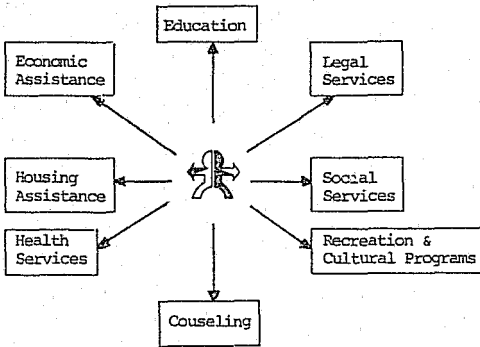 Education
Economic
Assistance
Legal
Services
Housing
Assistance
Social
Services
Health
Services
Recreation &
Cultural Programs
Couseling